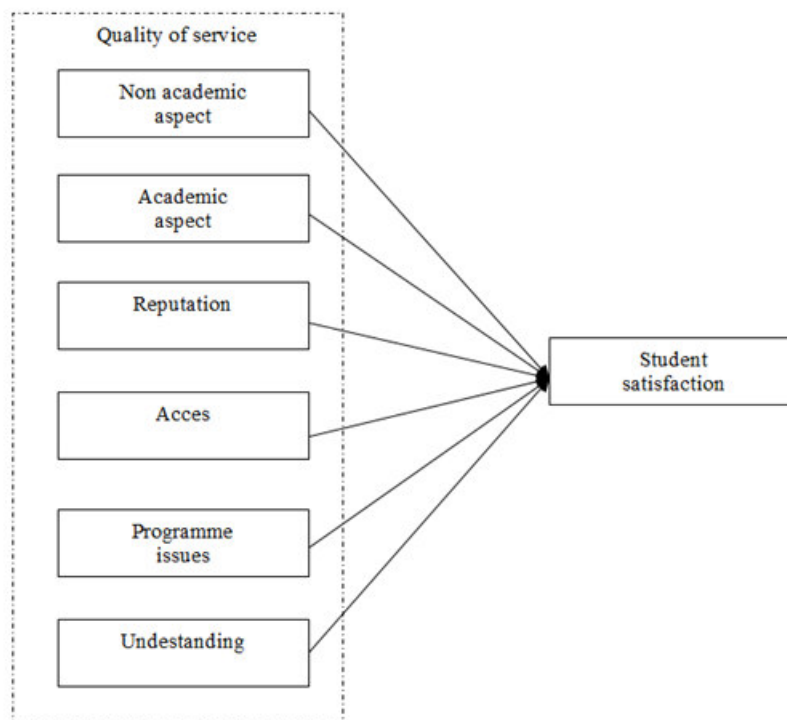 Quality of service
Non academic
aspect
Academic
aspect
Reputation
Acces
Programme
issues
Undestanding
Student
satisfaction